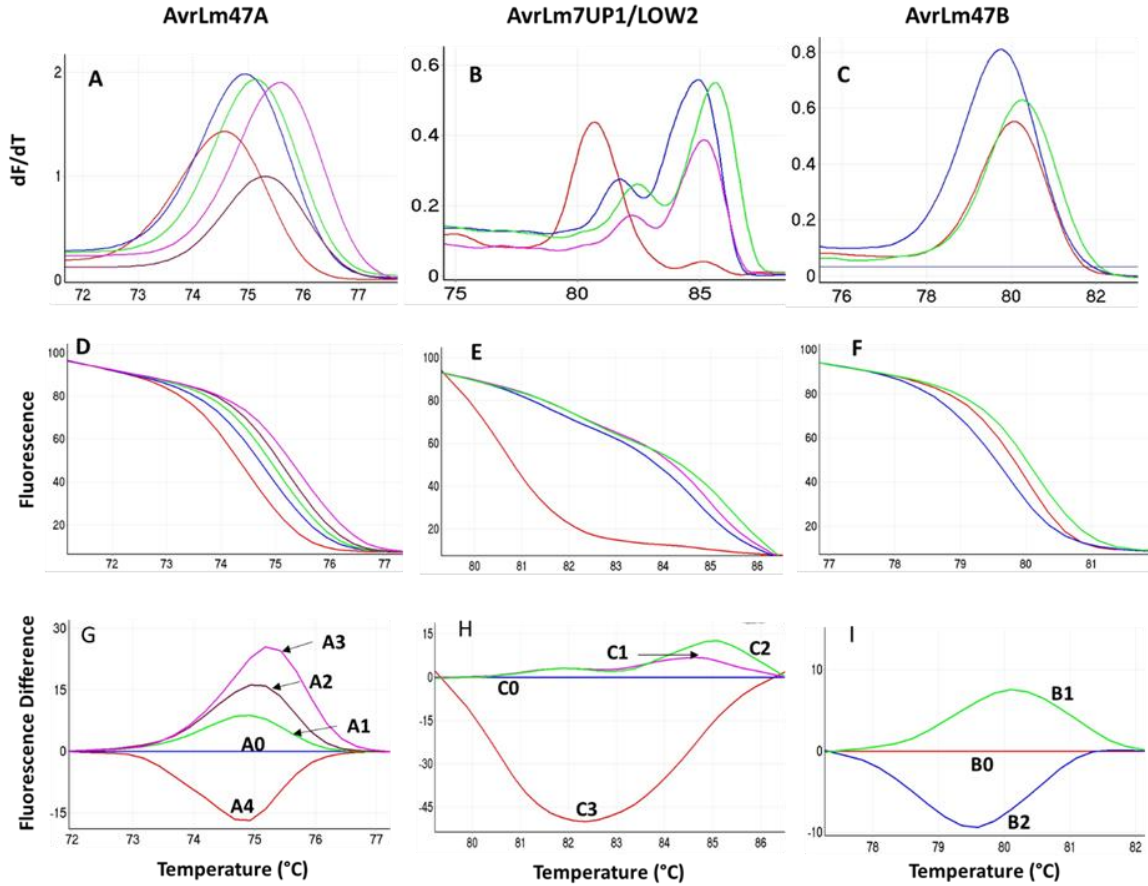 AvrLm47A AvrLm7UP1/LOW2 AvrLm47B
A B C
dF/dT
2
1
0
0.6
0.4
0.2
0
0.8
0.6
0.4
0.2
0
72 73 74 75 76 77
75 80 85
76 78 80 82
D E F
Fluorescence
100
80
60
40
20
100
80
60
40
20
100
80
60
40
20
72 73 74 75 76 77
80 81 82 83 84 85 86
77 78 79 80 81
G H I
Fluorescence Difference
30
15
0
-15
15
0
-15
-30
-45
10
0
-10
A3
A2
A1
A0
A4
C1 C2
C0
C3
B1
B0
B2
72 73 74 75 76 77
80 81 82 83 84 85 86
78 79 80 81 82
Temperature (°C) Temperature (°C) Temperature (°C)